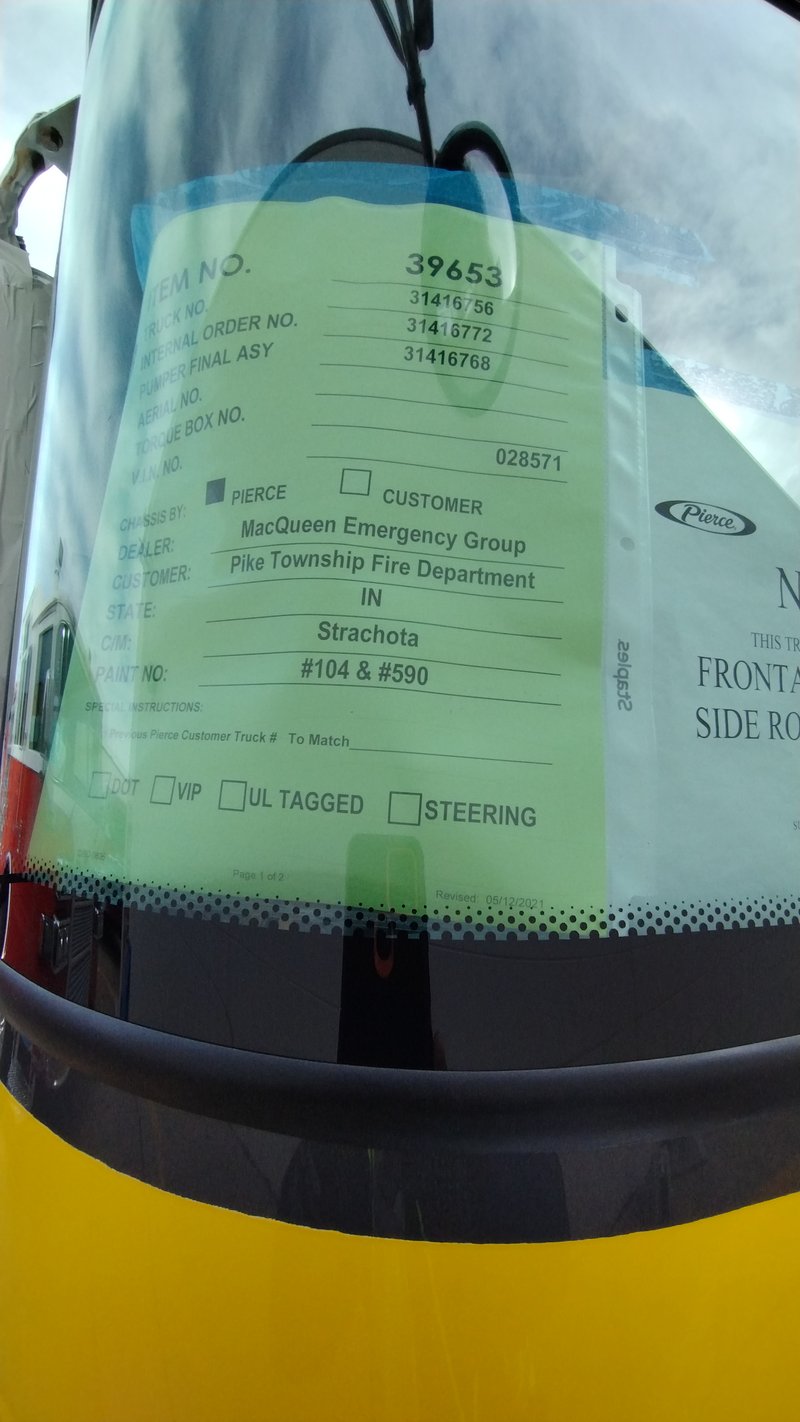 ITEM NO. 39653
TRUCK NO. 31416756
INTERNAL ORDER NO. 31416772
PUMPER FINAL ASY 31416768
AERIAL NO.
TORQUE BOX NO.
V.I.N. NO. 028571
CHASSIS BY: PIERCE CUSTOMER
DEALER: MacQueen Emergency Group
CUSTOMER: Pike Township Fire Department
STATE: IN
C/M: Strachota
PAINT NO: #104 & #590
SPECIAL INSTRUCTIONS:
Previous Pierce Customer Truck # To Match
DOT VIP UL TAGGED STEERING
Page 1 of 2
Revised: 05/12/2021
Staples
Pierce
N
THIS TR
FRONTA
SIDE RO